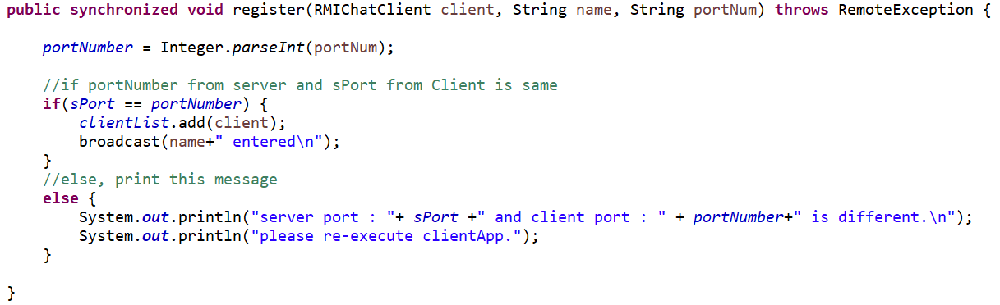 public synchronized void register(RMIChatClient client, String name, String portNum) throws RemoteException {
portNumber = Integer.parseInt(portNum);
//if portNumber from server and sPort from Client is same
if(sPort == portNumber) {
clientList.add(client);
broadcast(name+" entered\n");
}
//else, print this message
else {
System.out.println("server port : "+ sPort +" and client port : " + portNumber+" is different.\n");
System.out.println("please re-execute clientApp.");
}
}